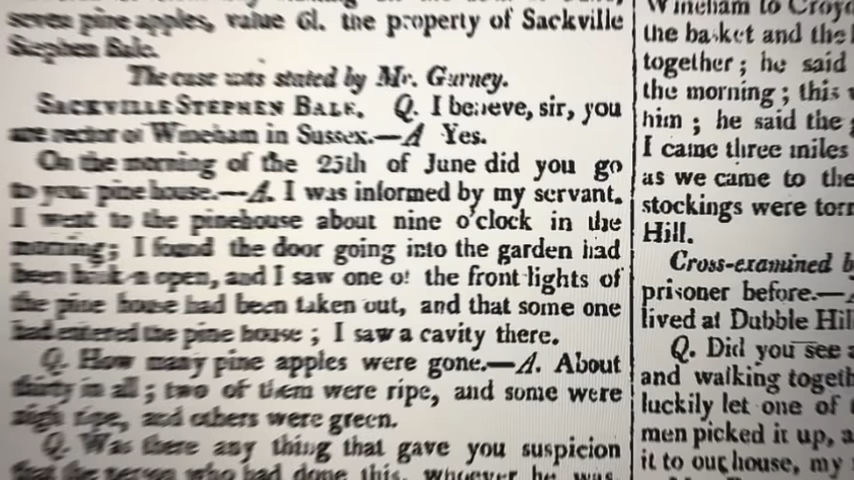 seven pine apples, value 6l. the property of Sackville
Stephen Bale.
The case was stated by Mr. Gurney.
SACKVILLE STEPHEN BALE. Q. I believe, sir, you
are rector of Wineham in Sussex.—A Yes.
On the morning of the 25th of June did you go
to your pine house.—A. I was informed by my servant.
I went to the pinehouse about nine o'clock in the
morning; I found the door going into the garden had
been broken open, and I saw one of the front lights of
the pine house had been taken out, and that some one
had entered the pine house; I saw a cavity there.
Q. How many pine apples were gone.—A. About
thirty in all; two of them were ripe, and some were
nigh ripe, and others were green.
Q. Was there any thing that gave you suspicion
that the person who had done this, whoever he was,
Wineham to Croyd
the basket and the
together; he said
the morning; this
him; he said the
I came three miles
as we came to the
stockings were torn
Hill.
Cross-examined b
prisoner before.—
lived at Dubble Hil
Q. Did you see a
and walking togeth
luckily let one of
men picked it up, a
it to our house, my